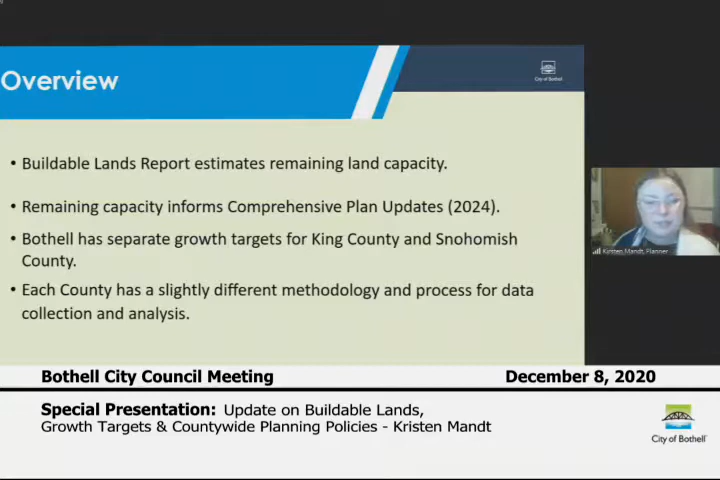 Overview
City of Bothell
• Buildable Lands Report estimates remaining land capacity.
• Remaining capacity informs Comprehensive Plan Updates (2024).
• Bothell has separate growth targets for King County and Snohomish
County.
• Each County has a slightly different methodology and process for data
collection and analysis.
Kirsten Mandt, Planner
Bothell City Council Meeting
December 8, 2020
Special Presentation: Update on Buildable Lands,
Growth Targets & Countywide Planning Policies - Kristen Mandt
City of Bothell